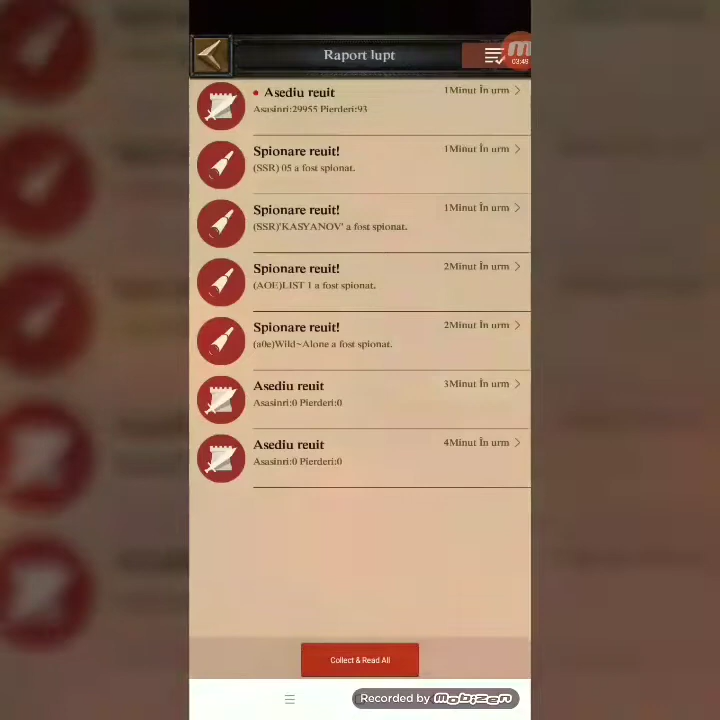 Raport lupt
03:49
Asediu reuit
1Minut În urm
Asasinri:29955 Pierderi:93
Spionare reuit!
1Minut În urm
(SSR) 05 a fost spionat.
Spionare reuit!
1Minut În urm
(SSR)'KASYANOV' a fost spionat.
Spionare reuit!
2Minut În urm
(AOE)LIST 1 a fost spionat.
Spionare reuit!
2Minut În urm
(a0e)Wild~Alone a fost spionat.
Asediu reuit
3Minut În urm
Asasinri:0 Pierderi:0
Asediu reuit
4Minut În urm
Asasinri:0 Pierderi:0
Collect & Read All
Recorded by mobizen